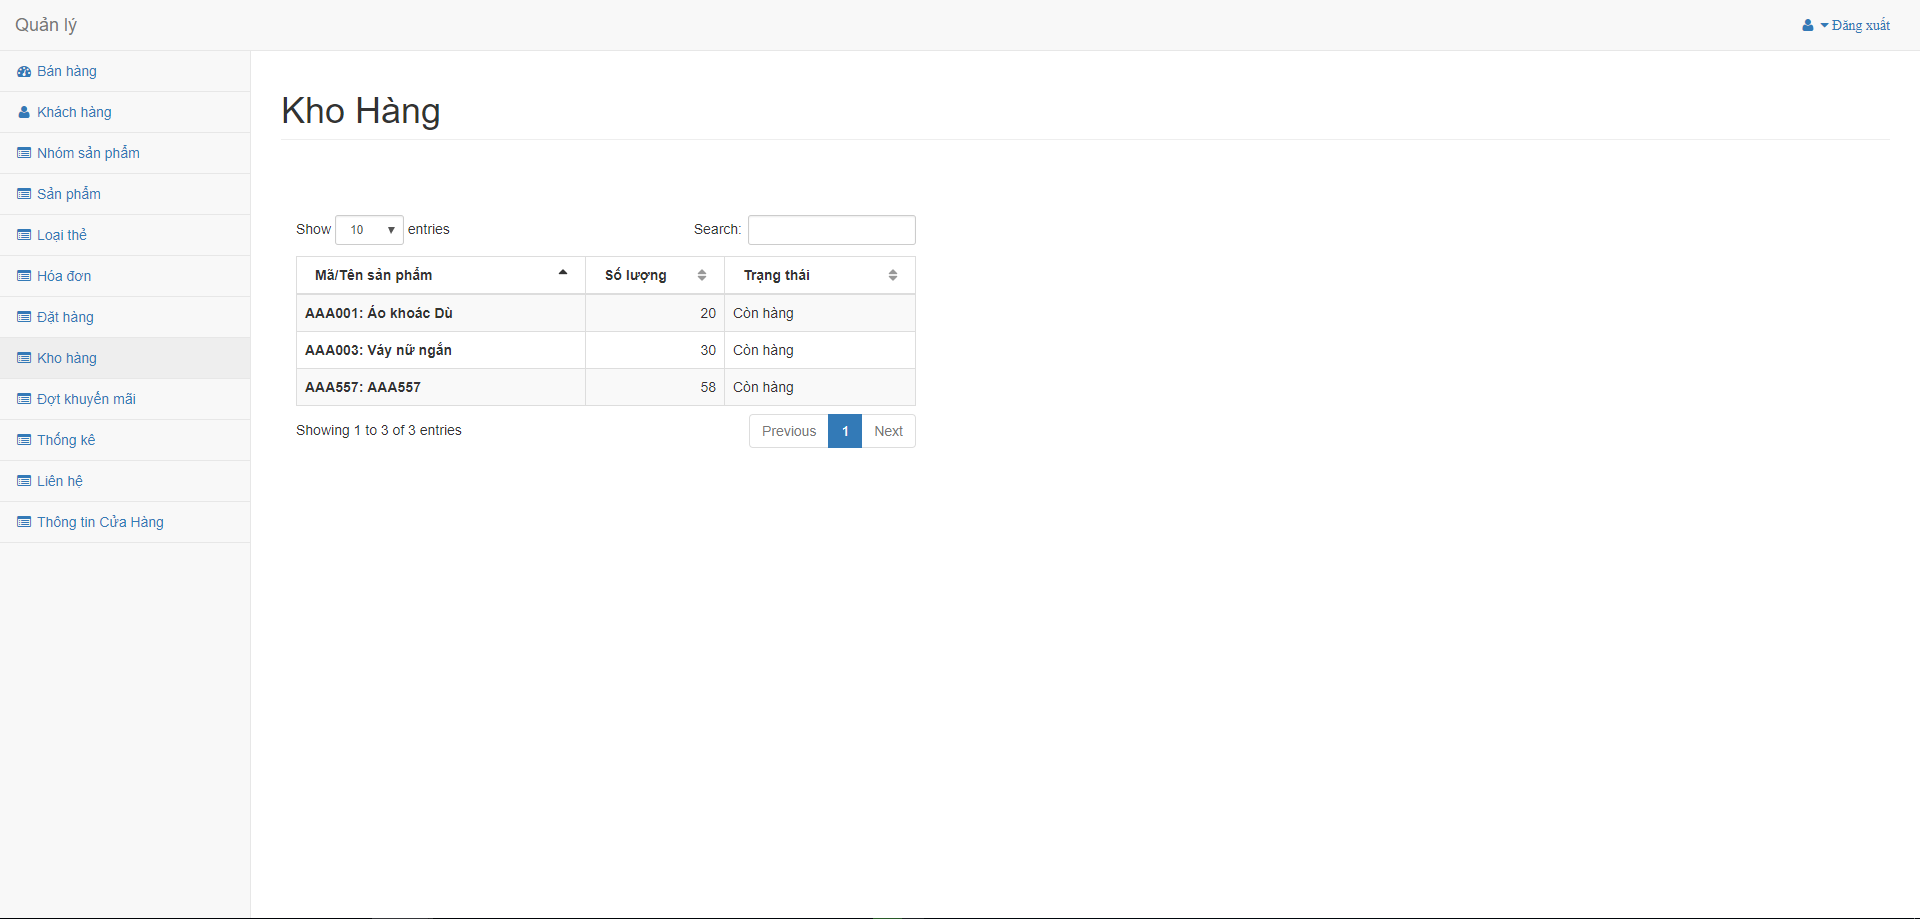 Quản lý
Đăng xuất
Bán hàng
Khách hàng
Nhóm sản phẩm
Sản phẩm
Loại thẻ
Hóa đơn
Đặt hàng
Kho hàng
Đợt khuyến mãi
Thống kê
Liên hệ
Thông tin Cửa Hàng
Kho Hàng
Show 10 entries Search:
Mã/Tên sản phẩm Số lượng Trạng thái
AAA001: Áo khoác Dù 20 Còn hàng
AAA003: Váy nữ ngắn 30 Còn hàng
AAA557: AAA557 58 Còn hàng
Showing 1 to 3 of 3 entries Previous 1 Next